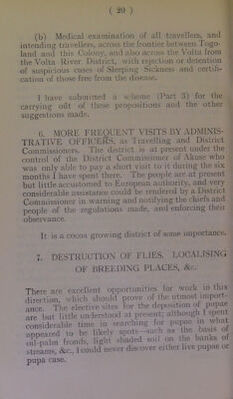 ( 20 )
(b) Medical examination of all travellers, and
intending travellers, across the frontier between Togo-
land and this Colony, and also across the Volta from
the Volta River District, with rejection or detention
of suspicious cases of Sleeping Sickness and certifi-
cation of those free from the disease.
I have submitted a scheme (Part 3) for the
carrying out of these propositions and the other
suggestions made.
6. MORE FREQUENT VISITS BY ADMINIS-
TRATIVE OFFICERS, as Travelling and District
Commissioners. The district is at present under the
control of the District Commissioner of Akuse who
was only able to pay a short visit to it during the six
months I have spent there. The people are at present
but little accustomed to European authority, and very
considerable assistance could be rendered by a District
Commissioner in warning and notifying the chiefs and
people of the regulations made, and enforcing their
observance.
It is a cocoa growing district of some importance.
7. DESTRUCTION OF FLIES. LOCALISING
OF BREEDING PLACES, &c.
There are excellent opportunities for work in this
direction, which should prove of the utmost import-
ance. The elective sites for the deposition of pupae
are but little understood at present; although I spent
considerable time in searching for pupae in what
appeared to be likely spots—such as the basis of
oil-palm fronds, light shaded soil on the banks of
streams, &c., I could never discover either live pupae or
pupa case.